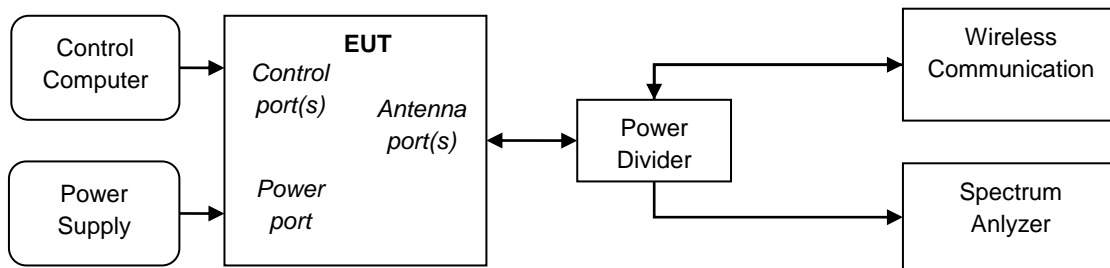 Control
Computer
Power
Supply
EUT
Control
port(s)
Antenna
port(s)
Power
port
Power
Divider
Wireless
Communication
Spectrum
Anlyzer